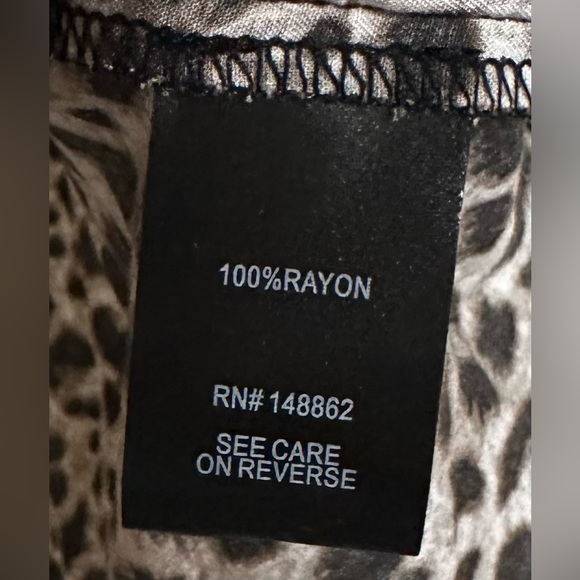 100%RAYON
RN# 148862
SEE CARE
ON REVERSE